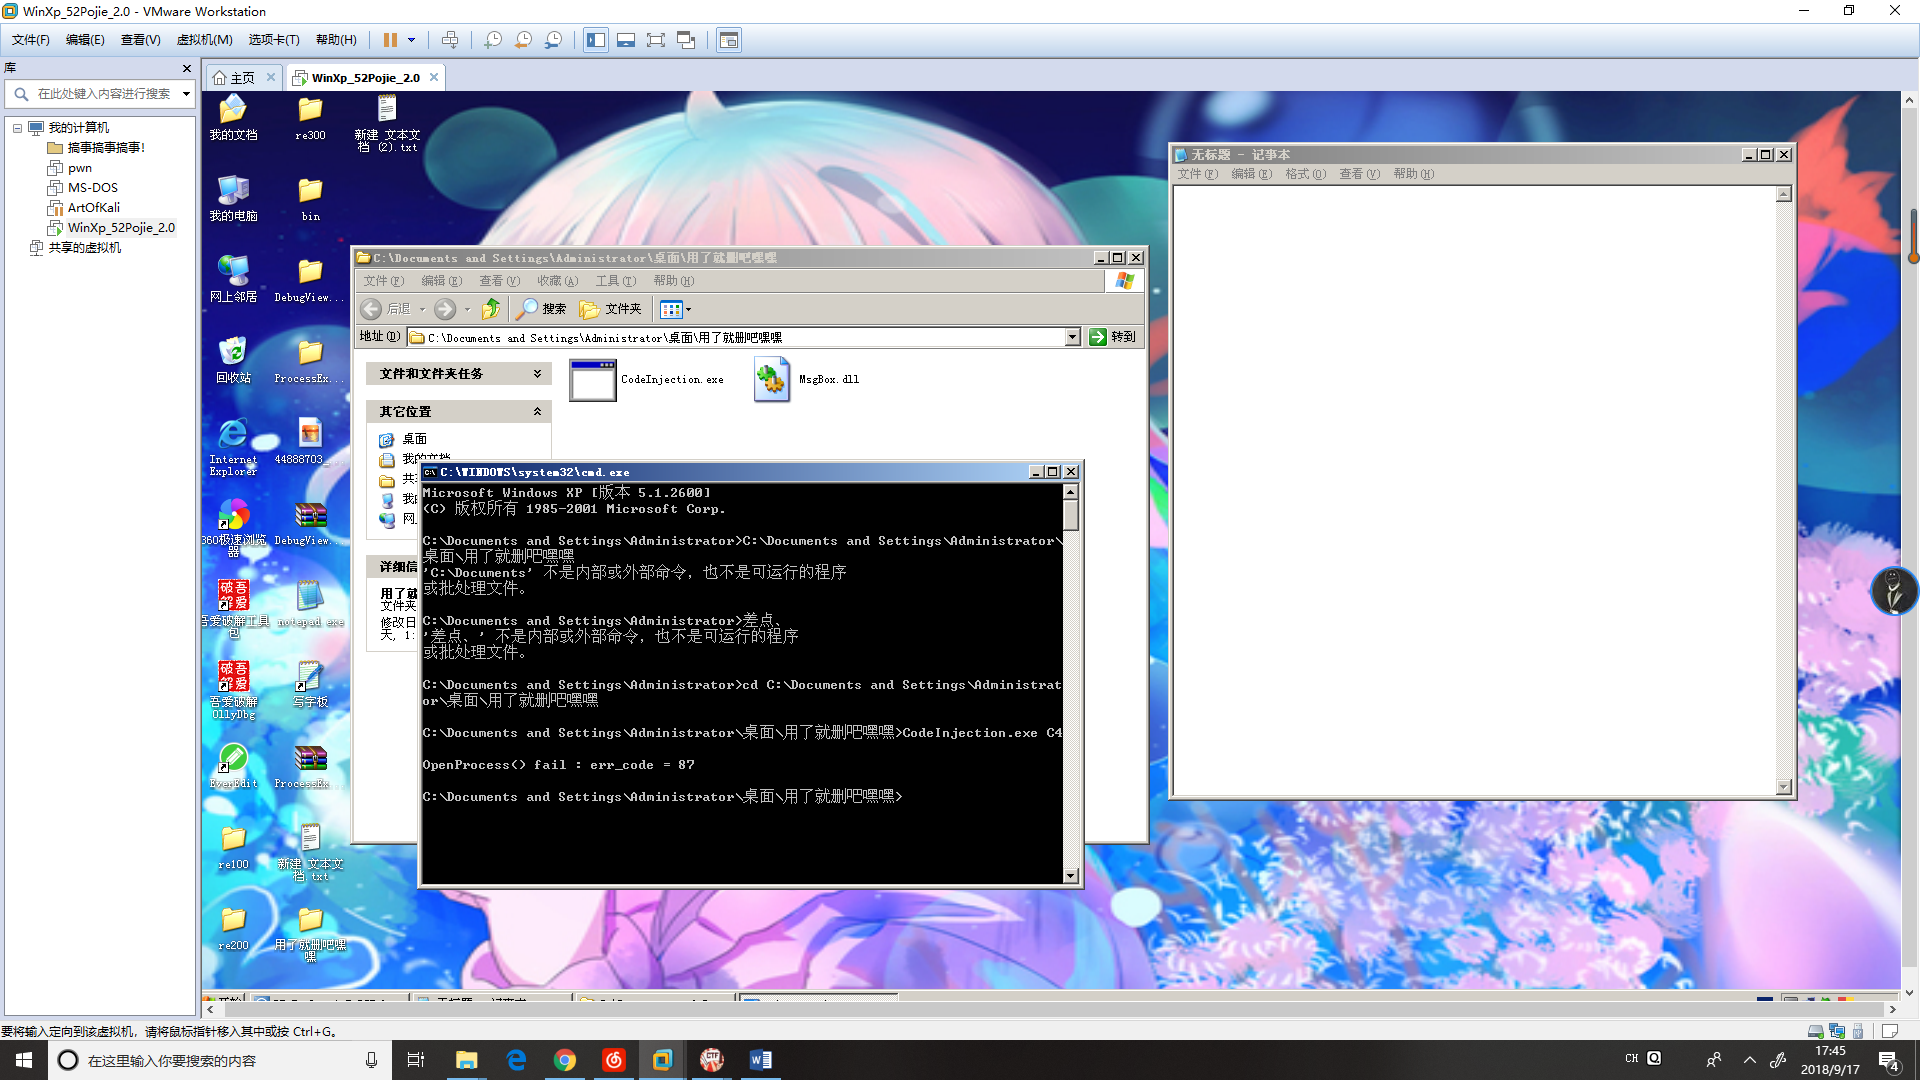 WinXp_52Pojie_2.0 - VMware Workstation
文件(F) 编辑(E) 查看(V) 虚拟机(M) 选项卡(T) 帮助(H)
库
在此处键入内容进行搜索
我的计算机
搞事搞事搞事!
pwn
MS-DOS
ArtOfKali
WinXp_52Pojie_2.0
共享的虚拟机
主页
WinXp_52Pojie_2.0
我的文档
re300
新建 文本文档 (2).txt
我的电脑
bin
网上邻居
DebugView...
回收站
ProcessEx...
Internet Explorer
44888703_...
360极速浏览器
DebugView...
吾爱破解工具包
notepad.exe
吾爱破解OllyDbg
写字板
EverEdit
ProcessEx...
re100
新建 文本文档.txt
re200
用了就删吧嘿嘿
C:\Documents and Settings\Administrator\桌面\用了就删吧嘿嘿
文件(F) 编辑(E) 查看(V) 收藏(A) 工具(T) 帮助(H)
后退 搜索 文件夹
地址(D) C:\Documents and Settings\Administrator\桌面\用了就删吧嘿嘿 转到
文件和文件夹任务
其它位置
桌面
我的文档
共
我
网
详细信
用了就
文件夹
修改日
天, 1:
CodeInjection.exe
MsgBox.dll
C:\WINDOWS\system32\cmd.exe
Microsoft Windows XP [版本 5.1.2600]
(C) 版权所有 1985-2001 Microsoft Corp.
C:\Documents and Settings\Administrator>C:\Documents and Settings\Administrator\
桌面\用了就删吧嘿嘿
'C:\Documents' 不是内部或外部命令，也不是可运行的程序
或批处理文件。
C:\Documents and Settings\Administrator>差点、
'差点、' 不是内部或外部命令，也不是可运行的程序
或批处理文件。
C:\Documents and Settings\Administrator>cd C:\Documents and Settings\Administrat
or\桌面\用了就删吧嘿嘿
C:\Documents and Settings\Administrator\桌面\用了就删吧嘿嘿>CodeInjection.exe C4
OpenProcess() fail : err_code = 87
C:\Documents and Settings\Administrator\桌面\用了就删吧嘿嘿>
无标题 - 记事本
文件(F) 编辑(E) 格式(O) 查看(V) 帮助(H)
要将输入定向到该虚拟机，请将鼠标指针移入其中或按 Ctrl+G。
在这里输入你要搜索的内容
CH
17:45
2018/9/17
4